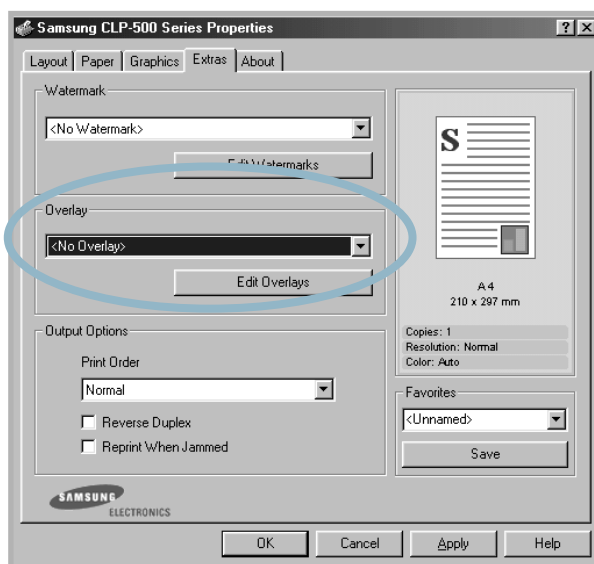 Samsung CLP-500 Series Properties
Layout Paper Graphics Extras About
Watermark
<No Watermark>
Edit Watermarks
Overlay
<No Overlay>
Edit Overlays
Output Options
Print Order
Normal
Reverse Duplex
Reprint When Jammed
S
A4
210 x 297 mm
Copies: 1
Resolution: Normal
Color: Auto
Favorites
<Unnamed>
Save
SAMSUNG
ELECTRONICS
OK Cancel Apply Help